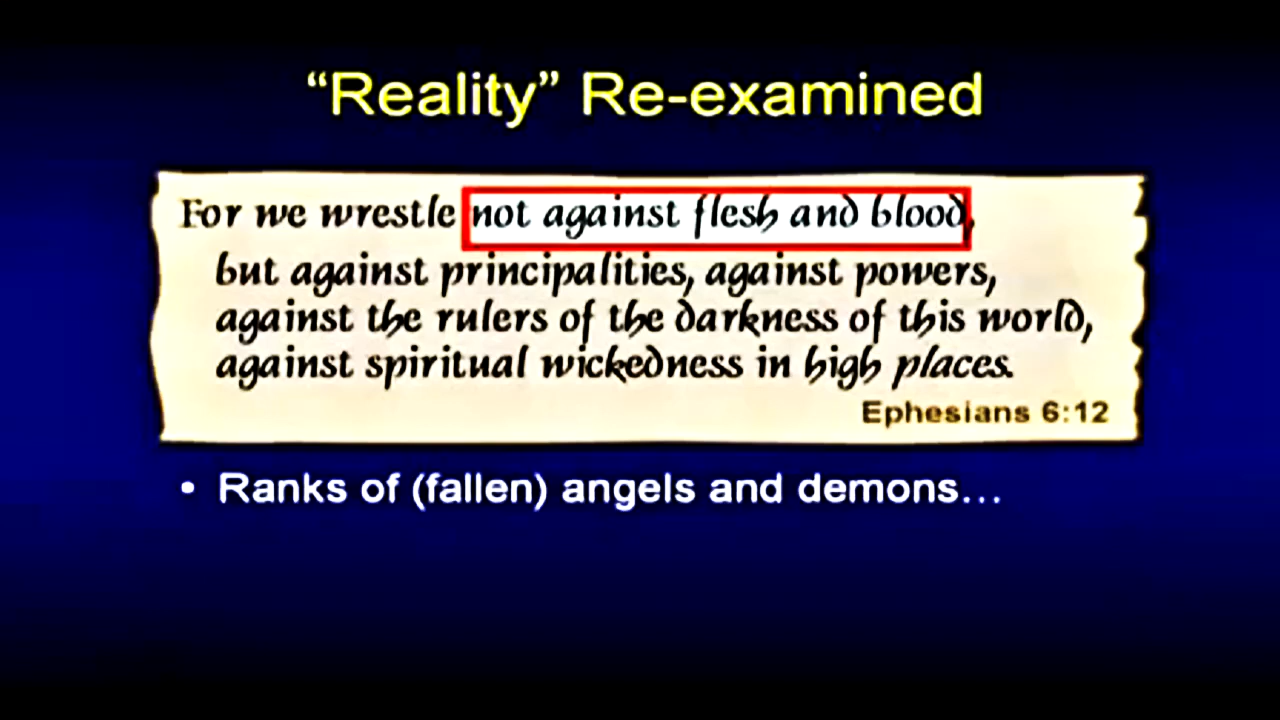 “Reality” Re-examined
For we wrestle not against flesh and blood,
but against principalities, against powers,
against the rulers of the darkness of this world,
against spiritual wickedness in high places.
Ephesians 6:12
• Ranks of (fallen) angels and demons…